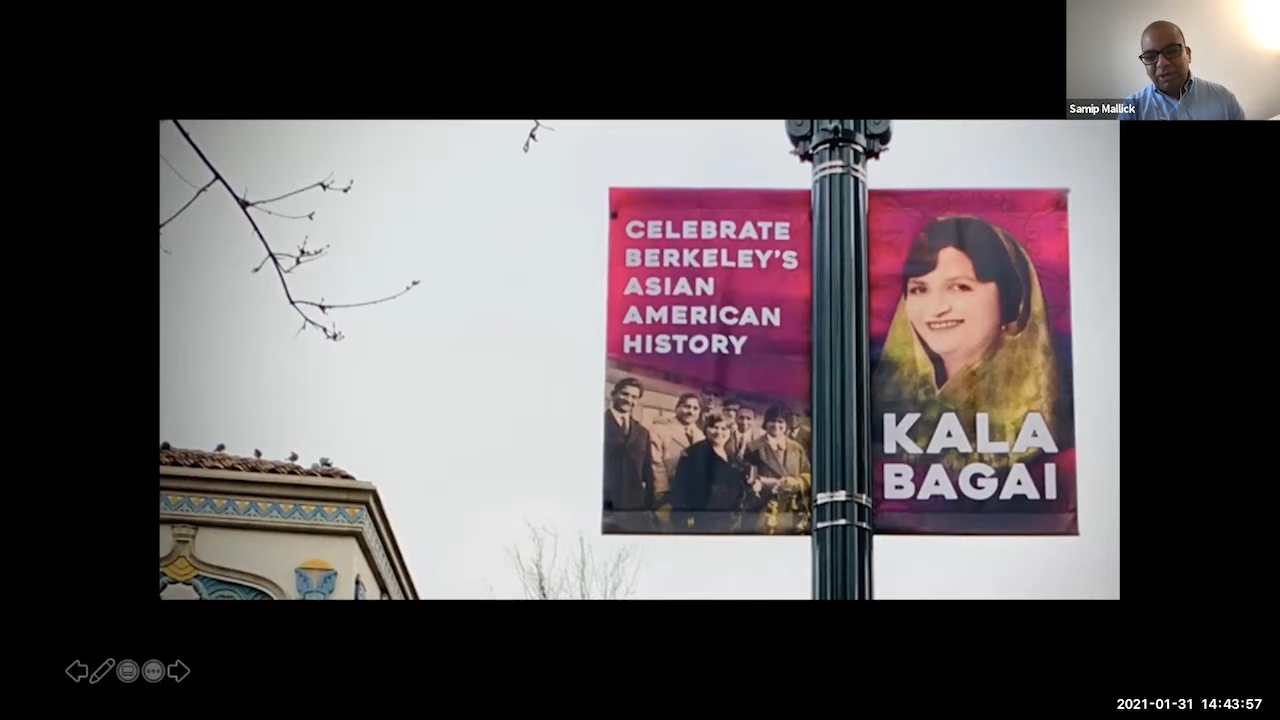 Samip Mallick
CELEBRATE
BERKELEY'S
ASIAN
AMERICAN
HISTORY
KALA
BAGAI
2021-01-31 14:43:57